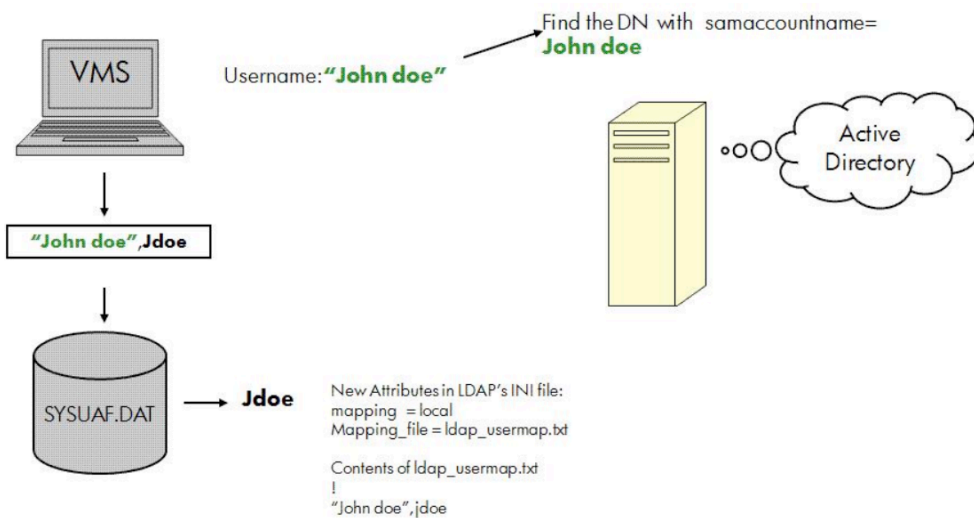 VMS
Username:“John doe”
Find the DN with samaccountname=
John doe
Active
Directory
“John doe”,Jdoe
SYSUAF.DAT
Jdoe
New Attributes in LDAP's INI file:
mapping = local
Mapping_file = ldap_usermap.txt
Contents of ldap_usermap.txt
!
“John doe”,jdoe